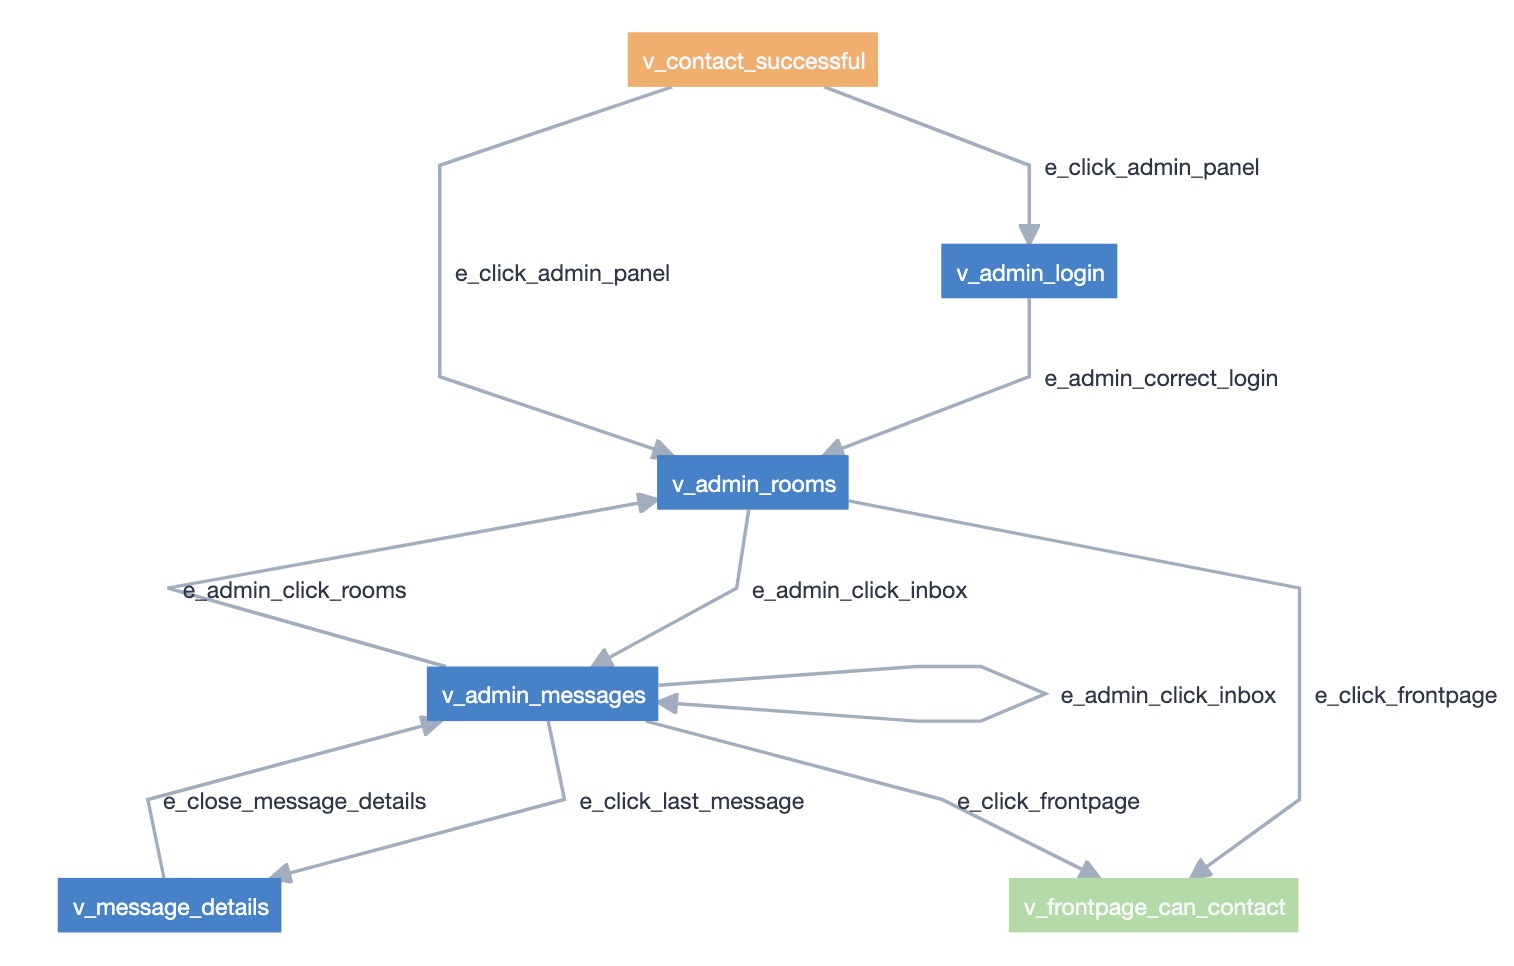 v_contact_successful
e_click_admin_panel
e_click_admin_panel
v_admin_login
e_admin_correct_login
v_admin_rooms
e_admin_click_rooms
e_admin_click_inbox
v_admin_messages
e_admin_click_inbox
e_click_frontpage
e_close_message_details
e_click_last_message
e_click_frontpage
v_message_details
v_frontpage_can_contact